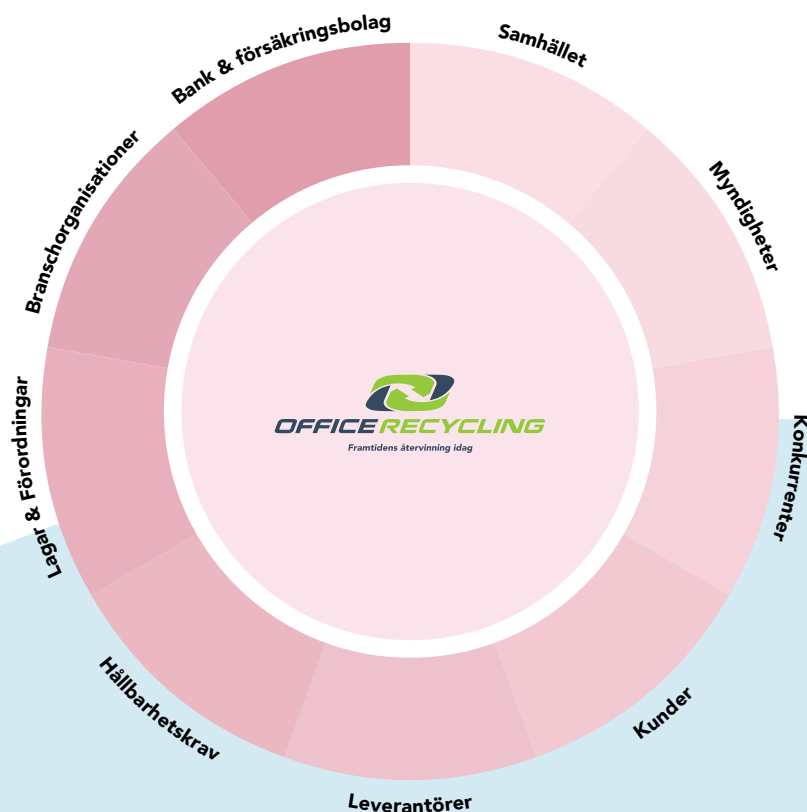 Samhället
Myndigheter
Konkurrenter
Kunder
Leverantörer
Hållbarhetskrav
Lagar & Förordningar
Branschorganisationer
Bank & försäkringsbolag
OFFICE RECYCLING
Framtidens återvinning idag